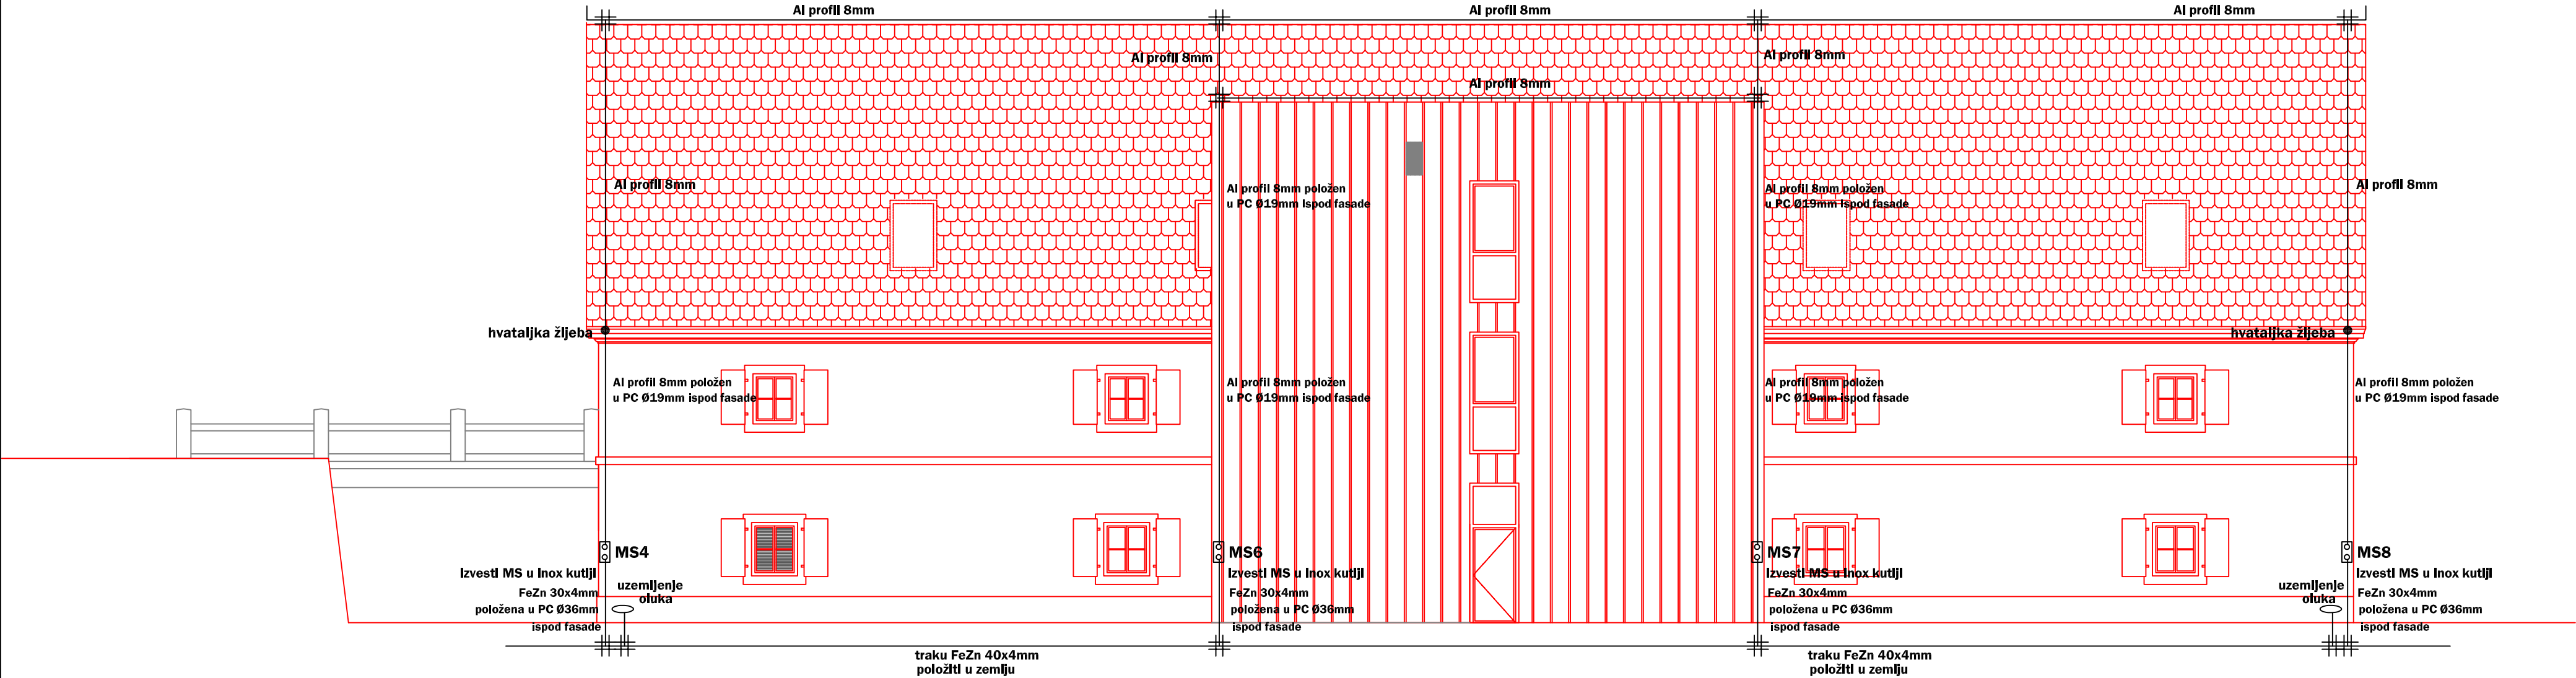 Al profil 8mm
Al profil 8mm
Al profil 8mm
Al profil 8mm
Al profil 8mm
Al profil 8mm
Al profil 8mm
Al profil 8mm
Al profil 8mm položen
u PC Ø19mm ispod fasade
Al profil 8mm položen
u PC Ø19mm ispod fasade
hvataljka žljeba
hvataljka žljeba
Al profil 8mm položen
u PC Ø19mm ispod fasade
Al profil 8mm položen
u PC Ø19mm ispod fasade
Al profil 8mm položen
u PC Ø19mm ispod fasade
Al profil 8mm položen
u PC Ø19mm ispod fasade
MS4
Izvesti MS u Inox kutiji
FeZn 30x4mm
položena u PC Ø36mm
ispod fasade
uzemljenje
oluka
MS6
Izvesti MS u Inox kutiji
FeZn 30x4mm
položena u PC Ø36mm
ispod fasade
MS7
Izvesti MS u Inox kutiji
FeZn 30x4mm
položena u PC Ø36mm
ispod fasade
uzemljenje
oluka
MS8
Izvesti MS u Inox kutiji
FeZn 30x4mm
položena u PC Ø36mm
ispod fasade
traku FeZn 40x4mm
položiti u zemlju
traku FeZn 40x4mm
položiti u zemlju